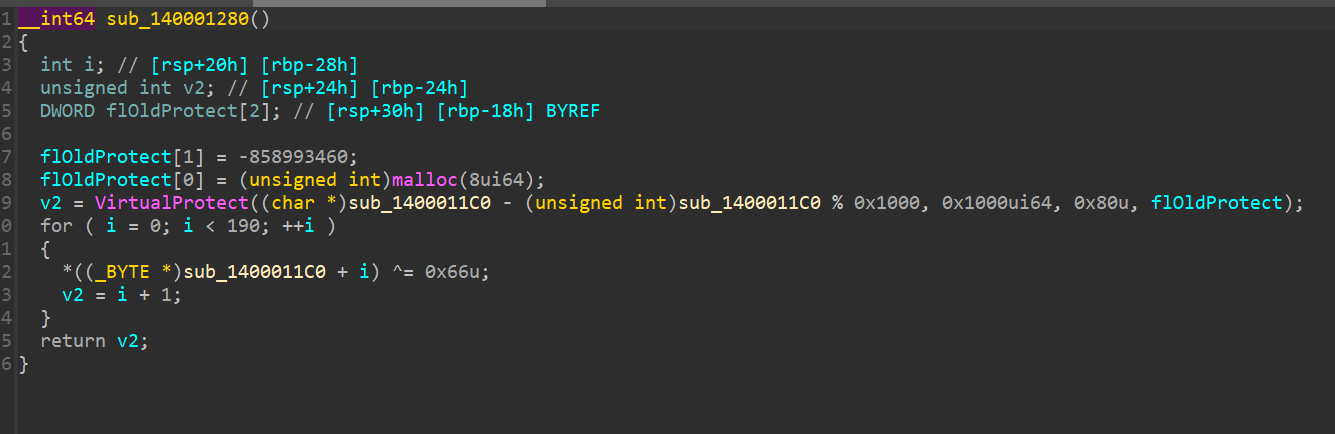 1 __int64 sub_140001280()
2 {
3   int i; // [rsp+20h] [rbp-28h]
4   unsigned int v2; // [rsp+24h] [rbp-24h]
5   DWORD flOldProtect[2]; // [rsp+30h] [rbp-18h] BYREF
6
7   flOldProtect[1] = -858993460;
8   flOldProtect[0] = (unsigned int)malloc(8ui64);
9   v2 = VirtualProtect((char *)sub_1400011C0 - (unsigned int)sub_1400011C0 % 0x1000, 0x1000ui64, 0x80u, flOldProtect);
0   for ( i = 0; i < 190; ++i )
1   {
2     *((_BYTE *)sub_1400011C0 + i) ^= 0x66u;
3     v2 = i + 1;
4   }
5   return v2;
6 }